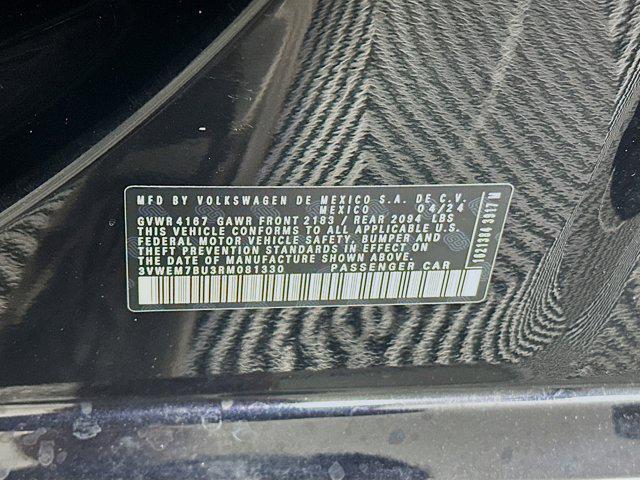 MFD BY VOLKSWAGEN DE MEXICO S.A. DE C.V.
MEXICO 04/24
GVWR 4167 GAWR FRONT 2183 / REAR 2094 LBS
THIS VEHICLE CONFORMS TO ALL APPLICABLE U.S.
FEDERAL MOTOR VEHICLE SAFETY, BUMPER AND
THEFT PREVENTION STANDARDS IN EFFECT ON
THE DATE OF MANUFACTURE SHOWN ABOVE.
3VWEM7BU3RM081330 PASSENGER CAR